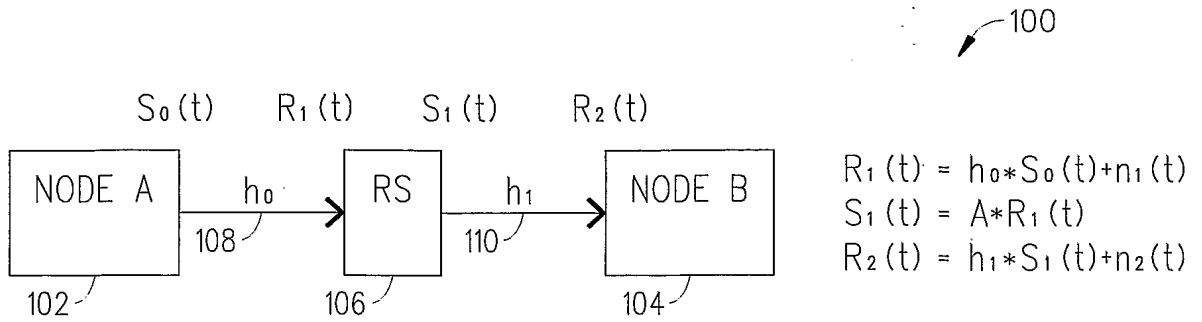 100
S₀(t) R₁(t) S₁(t) R₂(t)
NODE A h₀ RS h₁ NODE B
108 110
102 106 104
R₁(t) = h₀*S₀(t)+n₁(t)
S₁(t) = A*R₁(t)
R₂(t) = h₁*S₁(t)+n₂(t)